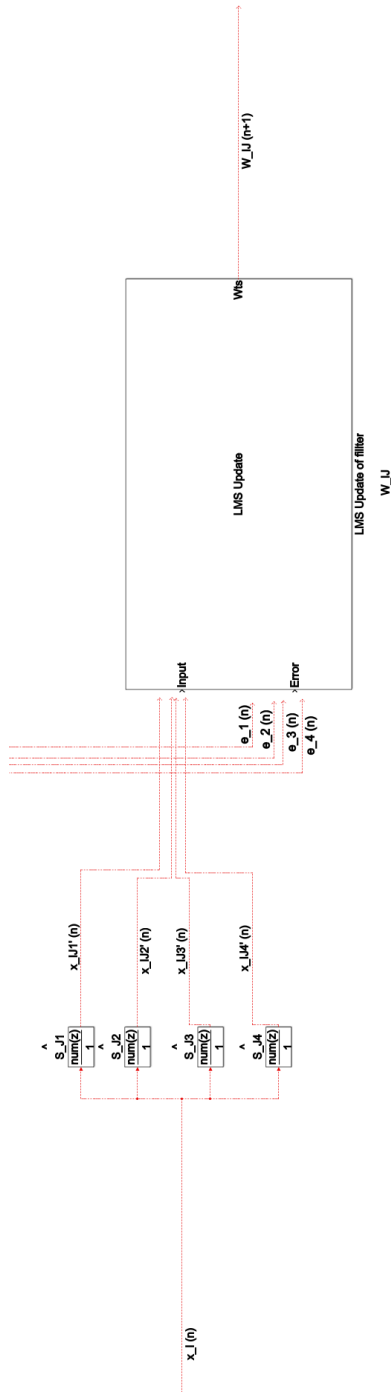 x_I (n)
^
S_J1
num(z)
1
^
S_J2
num(z)
1
^
S_J3
num(z)
1
^
S_J4
num(z)
1
x_IJ1' (n)
x_IJ2' (n)
x_IJ3' (n)
x_IJ4' (n)
e_1 (n)
e_2 (n)
e_3 (n)
e_4 (n)
Input
Error
LMS Update
Wts
LMS Update of fillter
W_IJ
W_IJ (n+1)